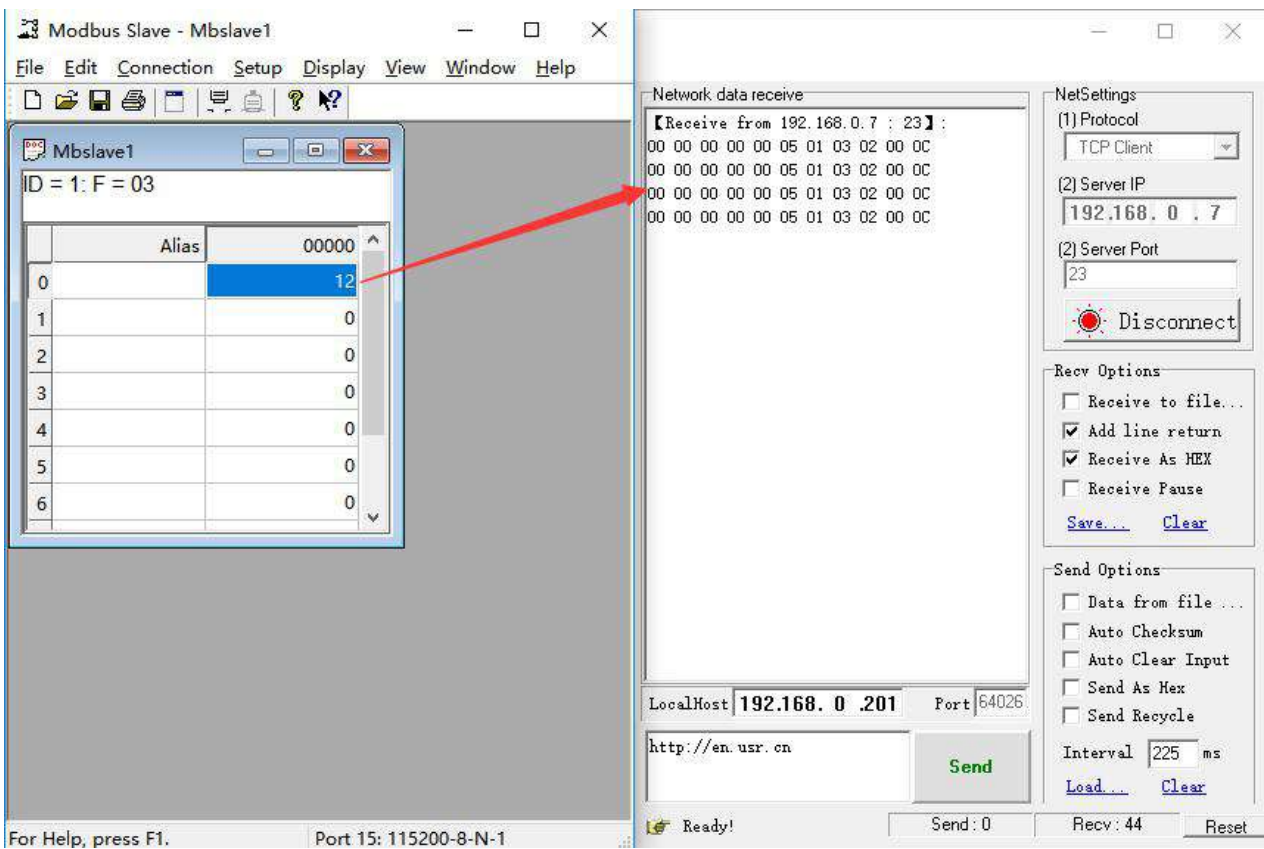 Modbus Slave - Mbslave1
File Edit Connection Setup Display View Window Help
Mbslave1
ID = 1: F = 03
Alias 00000
0 12
1 0
2 0
3 0
4 0
5 0
6 0
For Help, press F1. Port 15: 115200-8-N-1
Network data receive
【Receive from 192.168.0.7 : 23】:
00 00 00 00 00 05 01 03 02 00 0C
00 00 00 00 00 05 01 03 02 00 0C
00 00 00 00 00 05 01 03 02 00 0C
00 00 00 00 00 05 01 03 02 00 0C
LocalHost 192.168. 0 .201 Port 64026
http://en.usr.cn
Send
Ready! Send : 0 Recv : 44 Reset
NetSettings
(1) Protocol
TCP Client
(2) Server IP
192.168. 0 . 7
(2) Server Port
23
Disconnect
Recv Options
Receive to file...
Add line return
Receive As HEX
Receive Pause
Save... Clear
Send Options
Data from file ...
Auto Checksum
Auto Clear Input
Send As Hex
Send Recycle
Interval 225 ms
Load... Clear